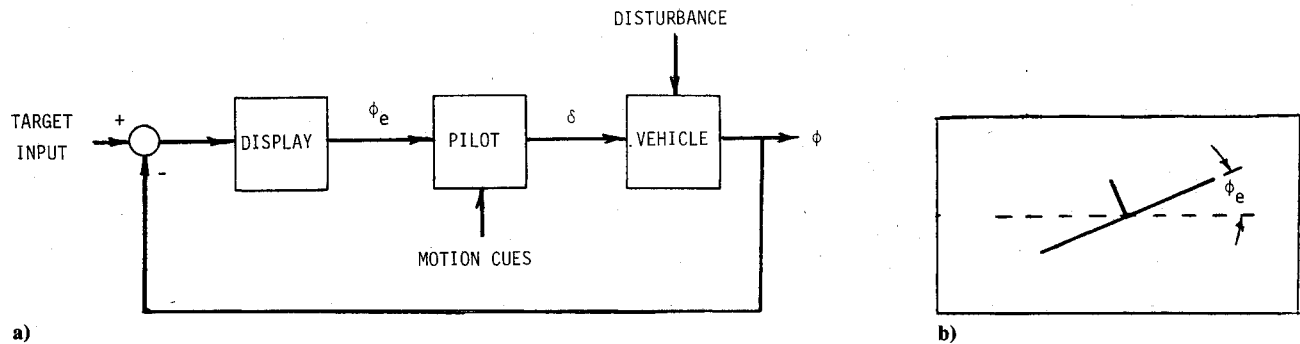 DISTURBANCE
TARGET
INPUT
+
-
DISPLAY
ϕe
PILOT
δ
VEHICLE
ϕ
MOTION CUES
a)
ϕe
b)